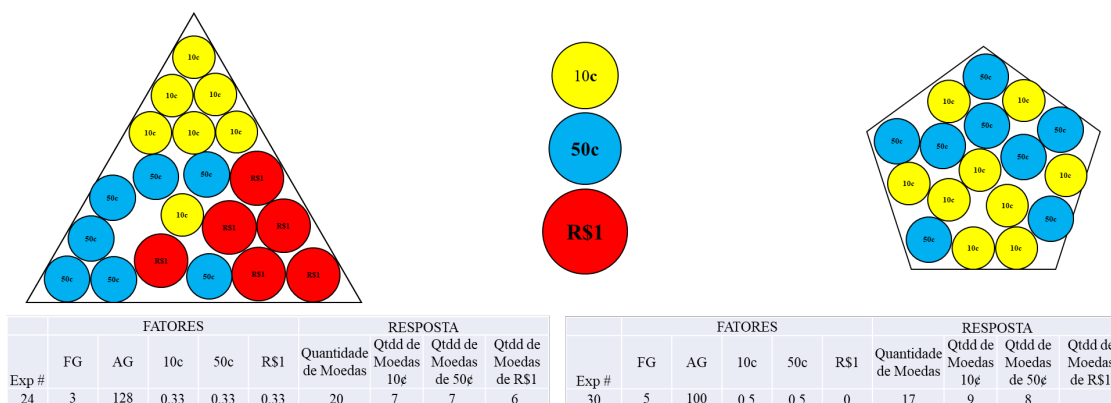 10c
10c 10c
10c 10c 10c
50c 50c R$1
50c
10c R$1 R$1
50c
R$1
50c 50c 50c R$1 R$1
10c
50c
R$1
50c
10c 10c
50c
50c 50c 50c 50c
10c 10c
10c 10c 10c
50c
50c 10c 10c
FATORES RESPOSTA
Exp # FG AG 10c 50c R$1 Quantidade de Moedas Qtdd de Moedas 10¢ Qtdd de Moedas de 50¢ Qtdd de Moedas de R$1
24 3 128 0,33 0,33 0,33 20 7 7 6
FATORES RESPOSTA
Exp # FG AG 10c 50c R$1 Quantidade de Moedas Qtdd de Moedas 10¢ Qtdd de Moedas de 50¢ Qtdd de Moedas de R$1
30 5 100 0,5 0,5 0 17 9 8